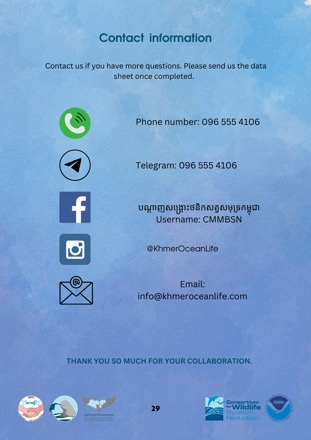 Contact information
Contact us if you have more questions. Please send us the data
sheet once completed.
Phone number: 096 555 4106
Telegram: 096 555 4106
បណ្តាញសង្គ្រោះថនិកសត្វសមុទ្រកម្ពុជា
Username: CMMBSN
@KhmerOceanLife
Email:
info@khmeroceanlife.com
THANK YOU SO MUCH FOR YOUR COLLABORATION.
Consortium
for Wildlife
Bycatch
Reduction
29